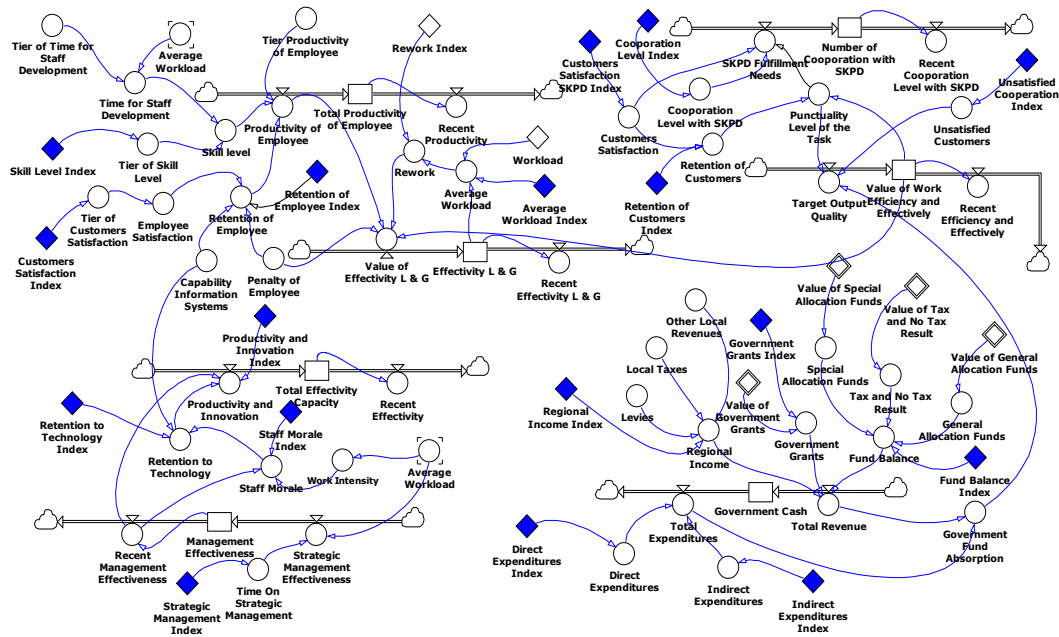 Tier of Time for
Staff Development
Average
Workload
Time for Staff
Development
Tier Productivity
of Employee
Productivity of
Employee
Total Productivity of Employee
Recent
Productivity
Rework Index
Rework
Workload
Average
Workload
Average
Workload Index
Skill Level Index
Tier of Skill
Level
Skill level
Tier of
Customers
Satisfaction
Employee
Satisfaction
Customers
Satisfaction
Index
Retention of
Employee
Retention of
Employee Index
Capability
Information
Systems
Penalty of
Employee
Value of
Effectivity L & G
Effectivity L & G
Recent
Effectivity L & G
Customers
Satisfaction
SKPD Index
Cooporation
Level Index
SKPD Fulfillment
Needs
Number of
Cooperation with SKPD
Recent
Cooporation
Level with SKPD
Unsatisfied
Cooperation
Index
Cooporation
Level with SKPD
Customers
Satisfaction
Punctuality
Level of the
Task
Unsatisfied
Customers
Retention of
Customers
Retention of
Customers
Index
Target Output
Quality
Value of Work
Efficiency and
Effectively
Recent
Efficiency and
Effectively
Productivity and
Innovation Index
Productivity and
Innovation
Total Effectivity
Capacity
Recent
Effectivity
Retention to
Technology
Index
Retention to
Technology
Staff Morale
Index
Staff Morale
Work Intensity
Average
Workload
Recent
Management
Effectiveness
Management
Effectiveness
Strategic
Management
Effectiveness
Strategic
Management
Index
Time On
Strategic
Management
Other Local
Revenues
Local Taxes
Levies
Regional
Income Index
Regional
Income
Government
Grants Index
Value of
Government
Grants
Government
Grants
Value of Special
Allocation Funds
Special
Allocation Funds
Value of Tax
and No Tax
Result
Tax and No Tax
Result
Value of General
Allocation Funds
General
Allocation Funds
Fund Balance
Fund Balance
Index
Total
Expenditures
Government Cash
Total Revenue
Government
Fund
Absorption
Direct
Expenditures
Index
Direct
Expenditures
Indirect
Expenditures
Indirect
Expenditures
Index